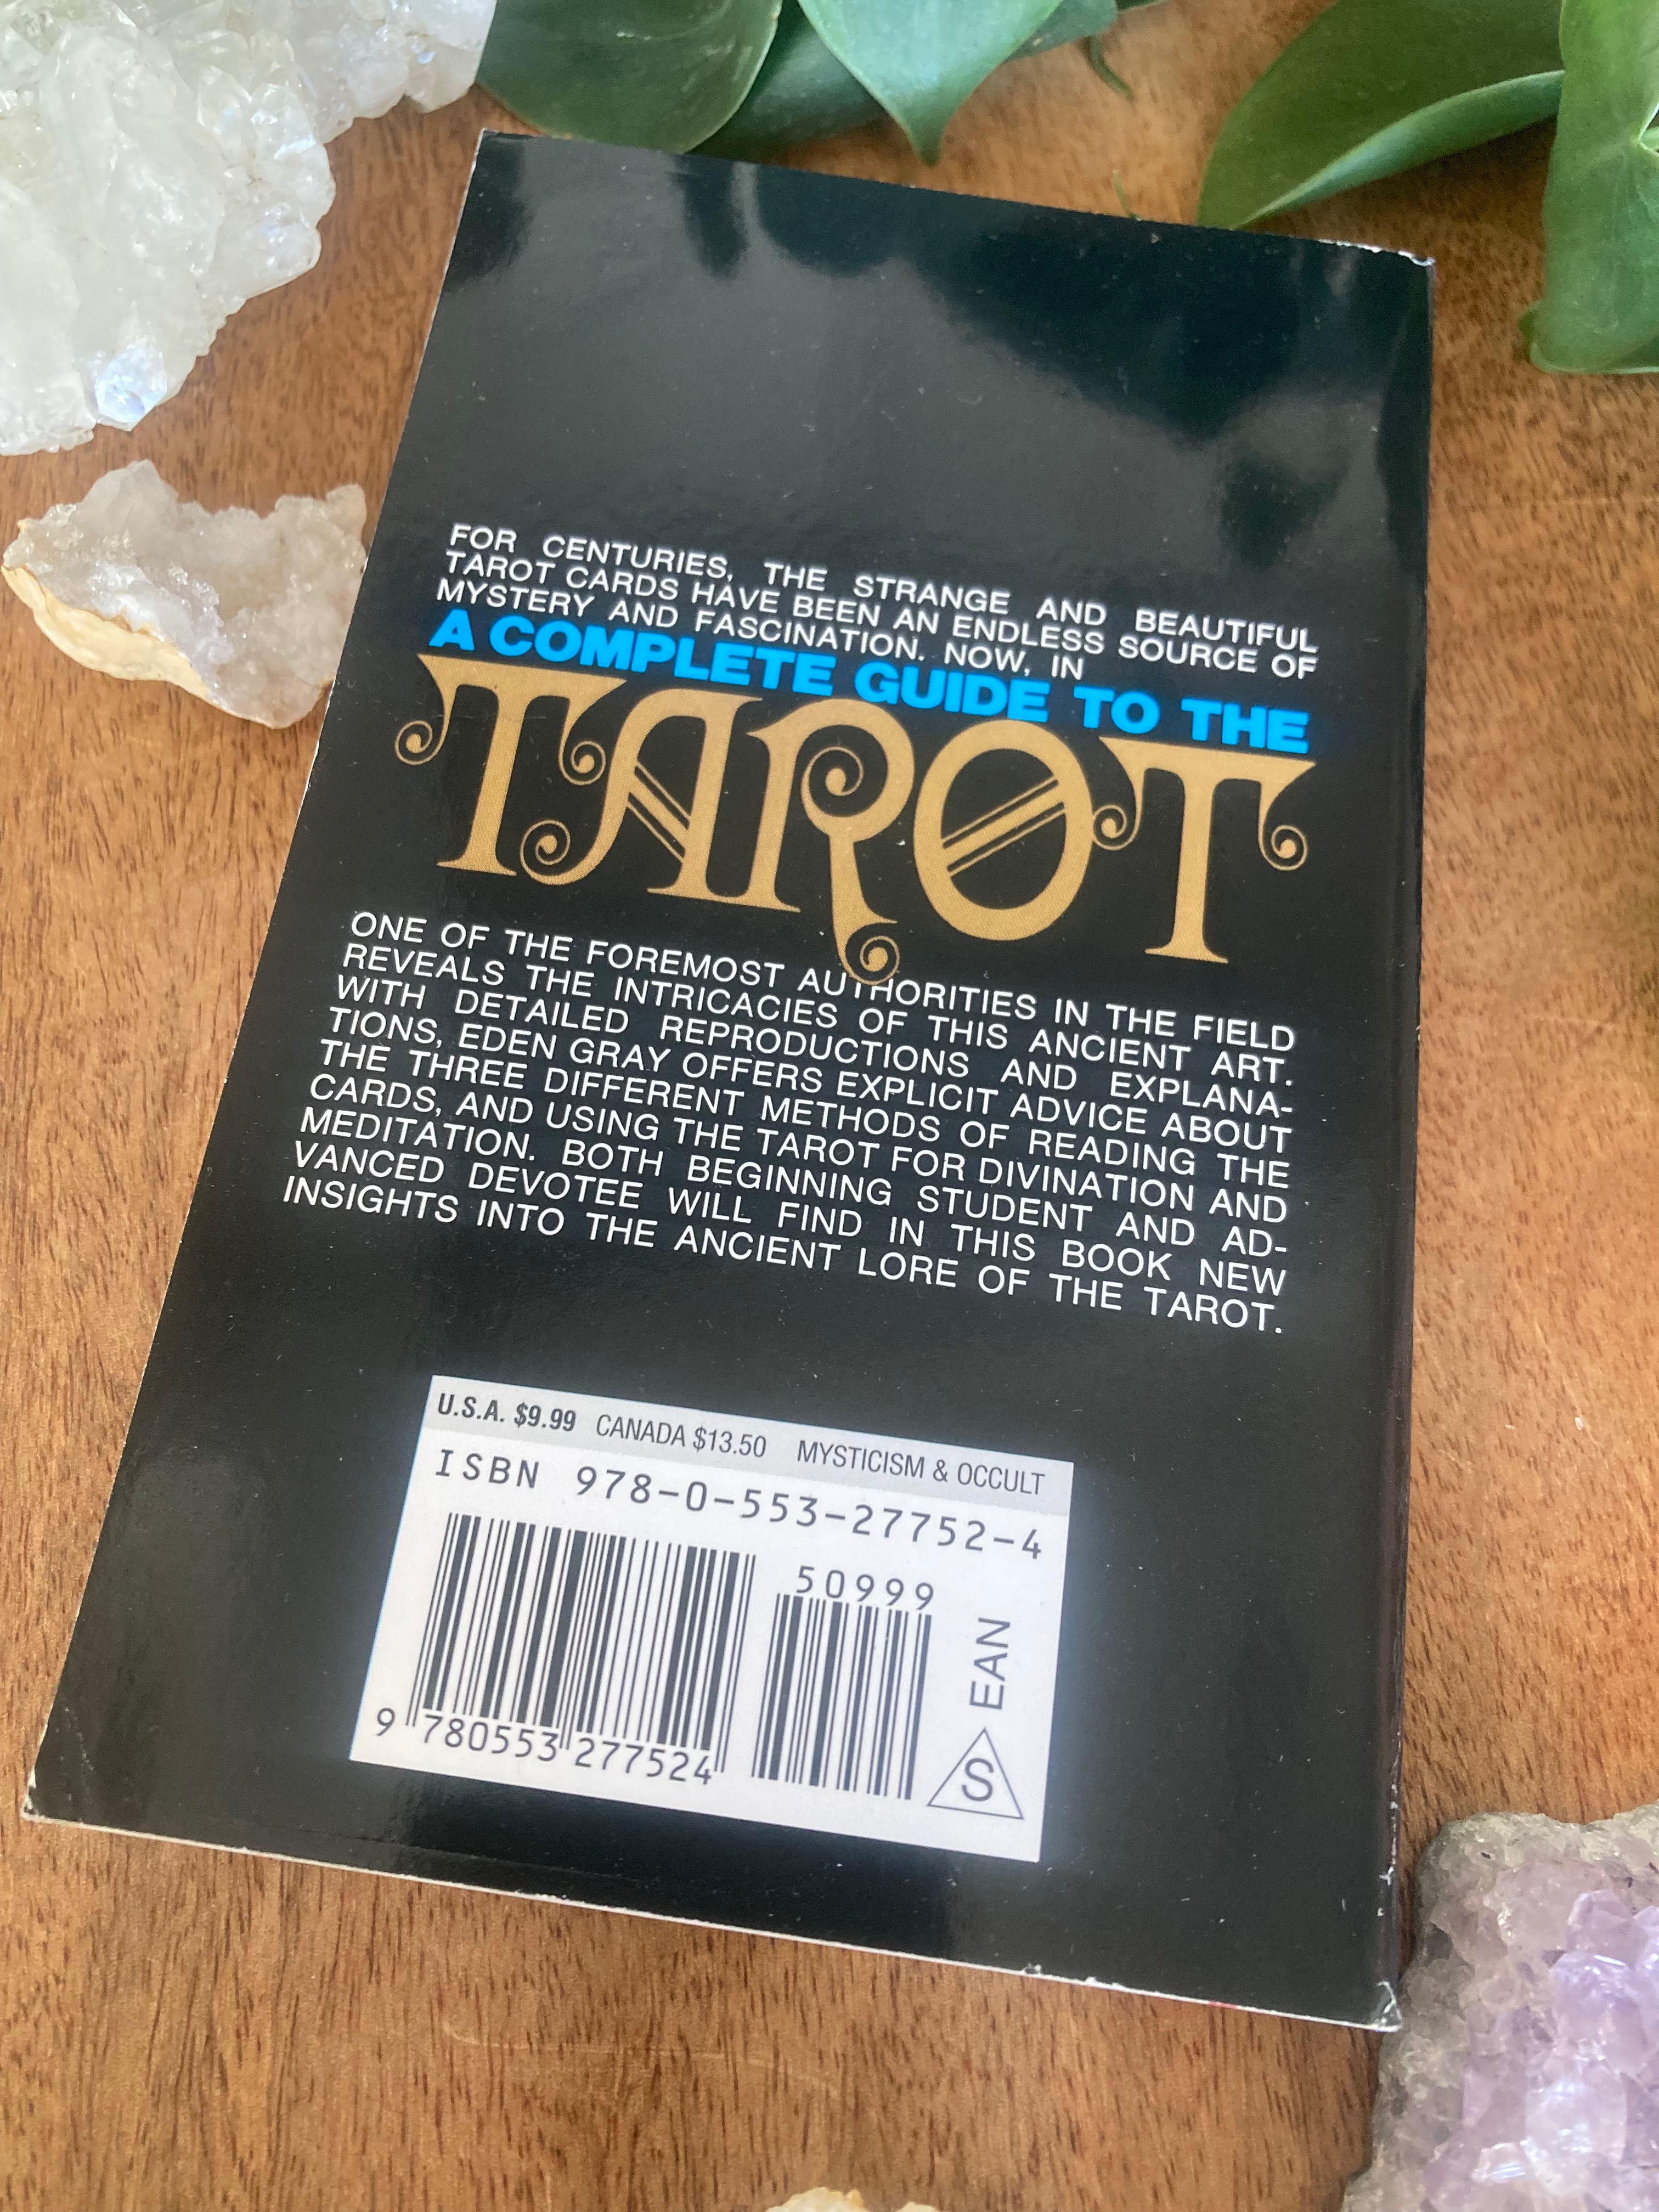 FOR CENTURIES, THE STRANGE AND BEAUTIFUL
TAROT CARDS HAVE BEEN AN ENDLESS SOURCE OF
MYSTERY AND FASCINATION. NOW, IN
A COMPLETE GUIDE TO THE
TAROT
ONE OF THE FOREMOST AUTHORITIES IN THE FIELD
REVEALS THE INTRICACIES OF THIS ANCIENT ART.
WITH DETAILED REPRODUCTIONS AND EXPLANA-
TIONS, EDEN GRAY OFFERS EXPLICIT ADVICE ABOUT
THE THREE DIFFERENT METHODS OF READING THE
CARDS, AND USING THE TAROT FOR DIVINATION AND
MEDITATION. BOTH BEGINNING STUDENT AND AD-
VANCED DEVOTEE WILL FIND IN THIS BOOK NEW
INSIGHTS INTO THE ANCIENT LORE OF THE TAROT.
U.S.A. $9.99 CANADA $13.50 MYSTICISM & OCCULT
ISBN 978-0-553-27752-4
50999
9 780553 277524
EAN
S